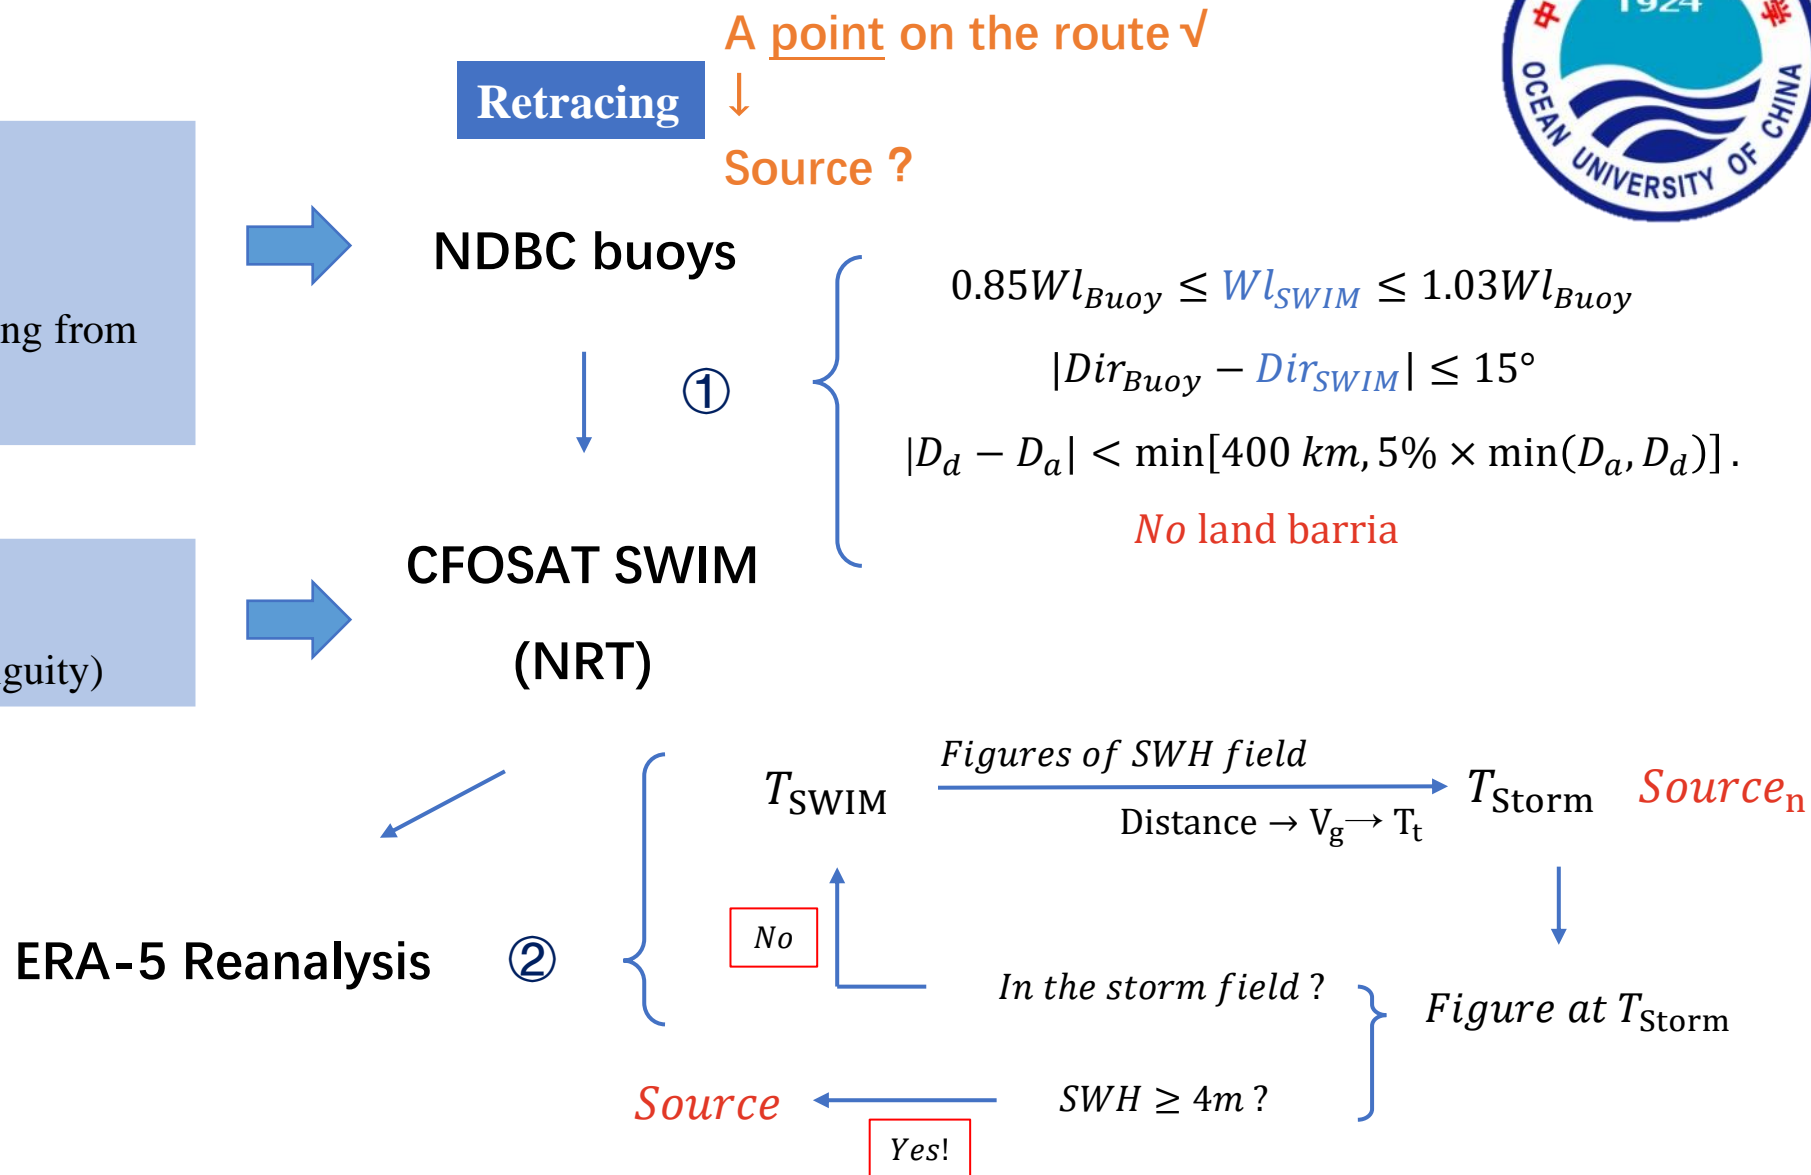 A point on the route √
Retracing
↓
Source ?
中 1924 学
OCEAN UNIVERSITY OF CHINA
NDBC buoys
ng from
①
0.85Wl_Buoy ≤ Wl_SWIM ≤ 1.03Wl_Buoy
|Dir_Buoy − Dir_SWIM| ≤ 15°
|D_d − D_a| < min[400 km, 5% × min(D_a, D_d)] .
No land barria
CFOSAT SWIM
(NRT)
guity)
T_SWIM
Figures of SWH field
Distance → V_g → T_t
T_Storm
Source_n
ERA-5 Reanalysis
②
No
In the storm field ?
Figure at T_Storm
Source
SWH ≥ 4m ?
Yes!